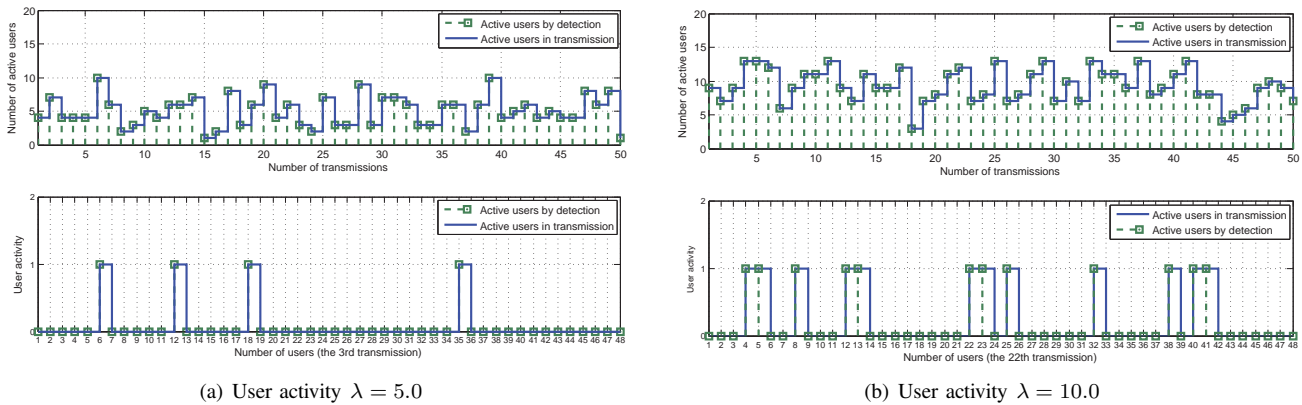 20
15
10
5
0
Number of active users
Active users by detection
Active users in transmission
5 10 15 20 25 30 35 40 45 50
Number of transmissions
2
1
0
User activity
Active users by detection
Active users in transmission
1 2 3 4 5 6 7 8 9 10 11 12 13 14 15 16 17 18 19 20 21 22 23 24 25 26 27 28 29 30 31 32 33 34 35 36 37 38 39 40 41 42 43 44 45 46 47 48
Number of users (the 3rd transmission)
(a) User activity λ = 5.0
20
15
10
5
0
Number of active users
Active users by detection
Active users in transmission
5 10 15 20 25 30 35 40 45 50
Number of transmissions
2
1
0
User activity
Active users in transmission
Active users by detection
1 2 3 4 5 6 7 8 9 10 11 12 13 14 15 16 17 18 19 20 21 22 23 24 25 26 27 28 29 30 31 32 33 34 35 36 37 38 39 40 41 42 43 44 45 46 47 48
Number of users (the 22th transmission)
(b) User activity λ = 10.0